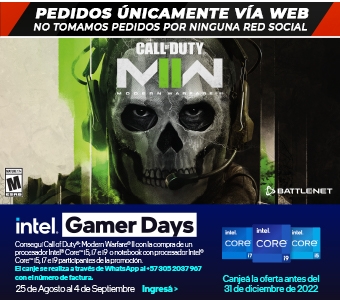 PEDIDOS ÚNICAMENTE VÍA WEB
NO TOMAMOS PEDIDOS POR NINGUNA RED SOCIAL
CALL OF DUTY
MWII
MODERN WARFARE II
M
ESRB
BATTLE.NET
intel. Gamer Days
Conseguí Call of Duty®: Modern Warfare® II con la compra de un
procesador Intel® Core™ i5, i7 e i9 o notebook con procesador Intel®
Core™ i5, i7 e i9 participantes de la promoción.
El canje se realiza a través de WhatsApp al +57 305 2037 967
con el número de factura.
25 de Agosto al 4 de Septiembre Ingresá >
intel CORE i7
intel CORE i9
intel CORE i5
Canjeá la oferta antes del
31 de diciembre de 2022